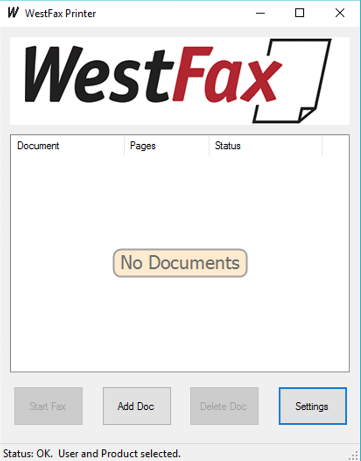 WestFax Printer
WestFax
Document Pages Status
No Documents
Start Fax Add Doc Delete Doc Settings
Status: OK.  User and Product selected.